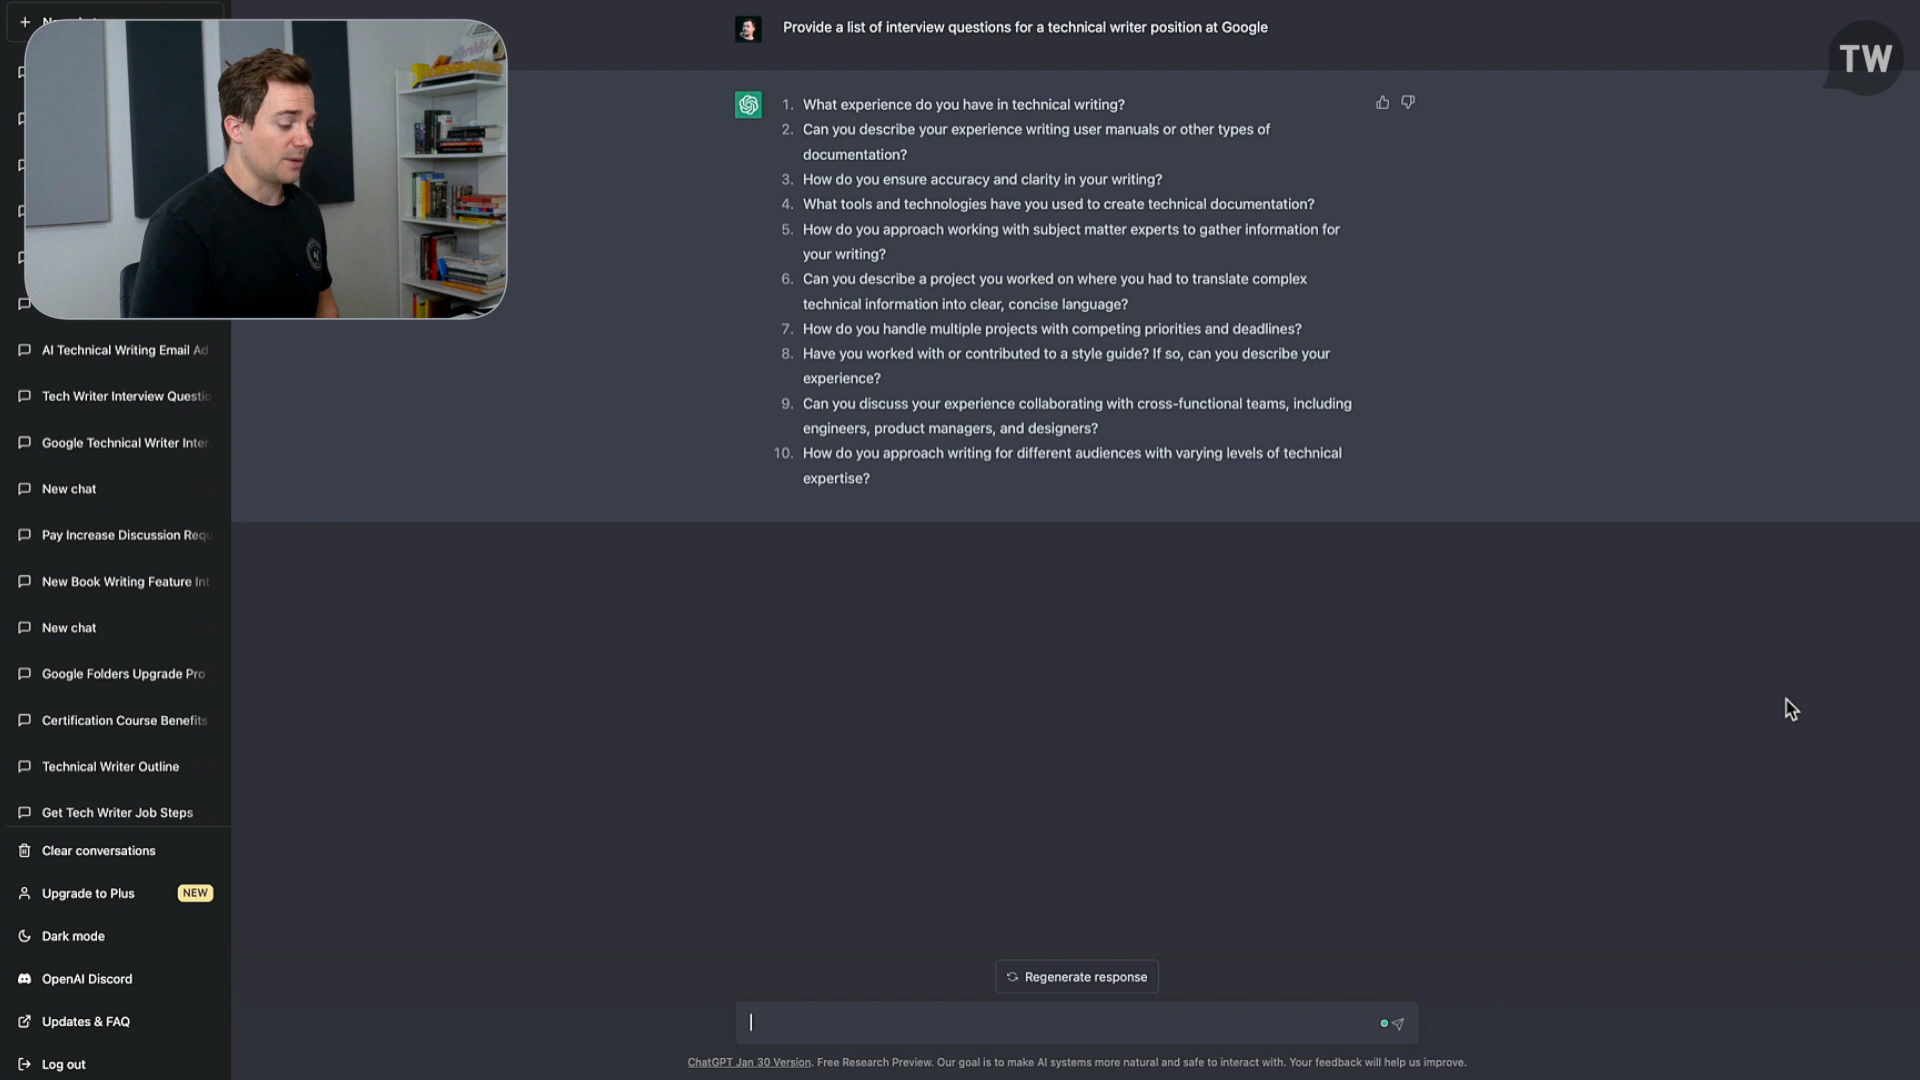 Provide a list of interview questions for a technical writer position at Google
TW
1. What experience do you have in technical writing?
2. Can you describe your experience writing user manuals or other types of
documentation?
3. How do you ensure accuracy and clarity in your writing?
4. What tools and technologies have you used to create technical documentation?
5. How do you approach working with subject matter experts to gather information for
your writing?
6. Can you describe a project you worked on where you had to translate complex
technical information into clear, concise language?
7. How do you handle multiple projects with competing priorities and deadlines?
8. Have you worked with or contributed to a style guide? If so, can you describe your
experience?
9. Can you discuss your experience collaborating with cross-functional teams, including
engineers, product managers, and designers?
10. How do you approach writing for different audiences with varying levels of technical
expertise?
AI Technical Writing Email Ad
Tech Writer Interview Questio
Google Technical Writer Inter
New chat
Pay Increase Discussion Requ
New Book Writing Feature Int
New chat
Google Folders Upgrade Pro
Certification Course Benefits
Technical Writer Outline
Get Tech Writer Job Steps
Clear conversations
Upgrade to Plus NEW
Dark mode
OpenAI Discord
Updates & FAQ
Log out
Regenerate response
ChatGPT Jan 30 Version. Free Research Preview. Our goal is to make AI systems more natural and safe to interact with. Your feedback will help us improve.